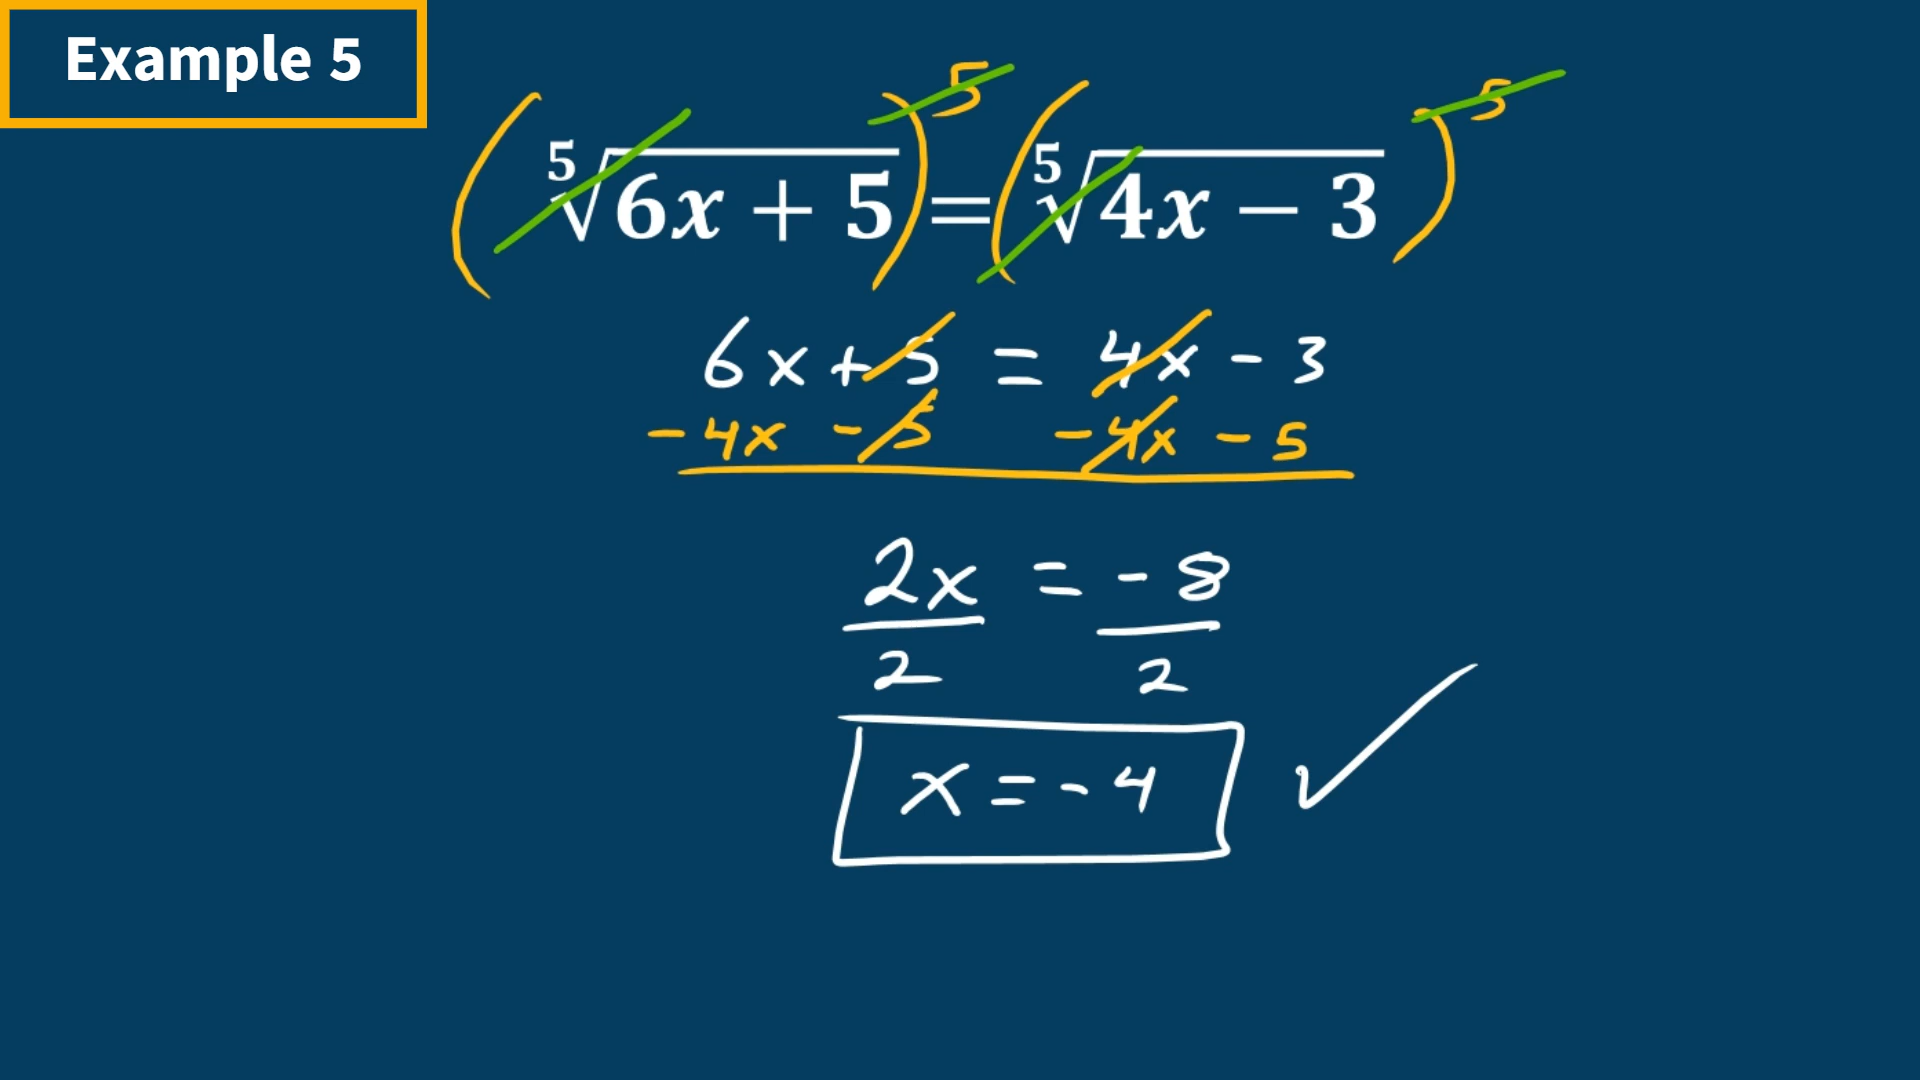 Example 5
(⁵√6x + 5)⁵ = (⁵√4x − 3)⁵
6x + 5 = 4x - 3
- 4x - 5 - 4x - 5
2x = - 8
2 2
x = - 4 ✓